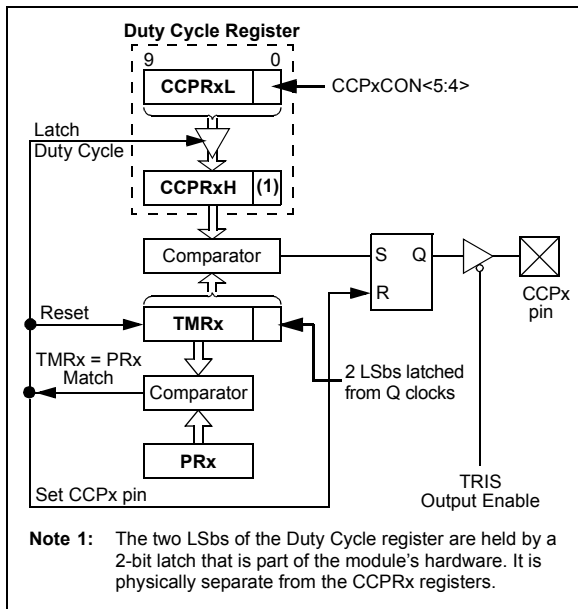 Duty Cycle Register
9 0
CCPRxL
CCPxCON<5:4>
Latch
Duty Cycle
CCPRxH (1)
Comparator
S Q
R
CCPx
pin
Reset
TMRx
TMRx = PRx
Match
2 LSbs latched
from Q clocks
Comparator
PRx
Set CCPx pin
TRIS
Output Enable
Note 1: The two LSbs of the Duty Cycle register are held by a
2-bit latch that is part of the module's hardware. It is
physically separate from the CCPRx registers.